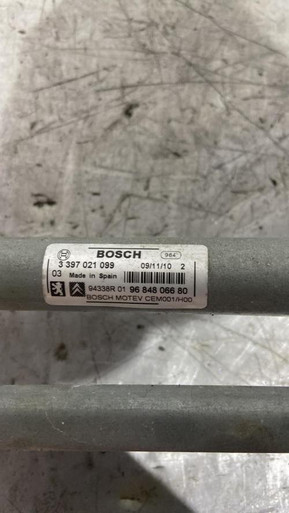 BOSCH 984
3 397 021 099 09/11/10 2
03 Made in Spain
94338R 01 96 848 066 80
BOSCH MOTEV CEM001/H00